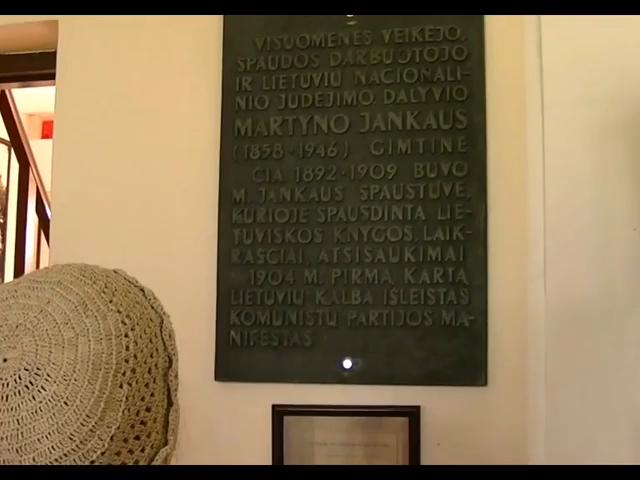 VISUOMENĖS VEIKĖJO,
SPAUDOS DARBUOTOJO
IR LIETUVIŲ NACIONALI-
NIO JUDĖJIMO DALYVIO
MARTYNO JANKAUS
(1858-1946) GIMTINĖ
ČIA 1892-1909 BUVO
M. JANKAUS SPAUSTUVĖ,
KURIOJE SPAUSDINTA LIE-
TUVIŠKOS KNYGOS, LAIK-
RAŠČIAI, ATSIŠAUKIMAI
1904 M. PIRMĄ KARTĄ
LIETUVIŲ KALBA IŠLEISTAS
KOMUNISTŲ PARTIJOS MA-
NIFESTAS